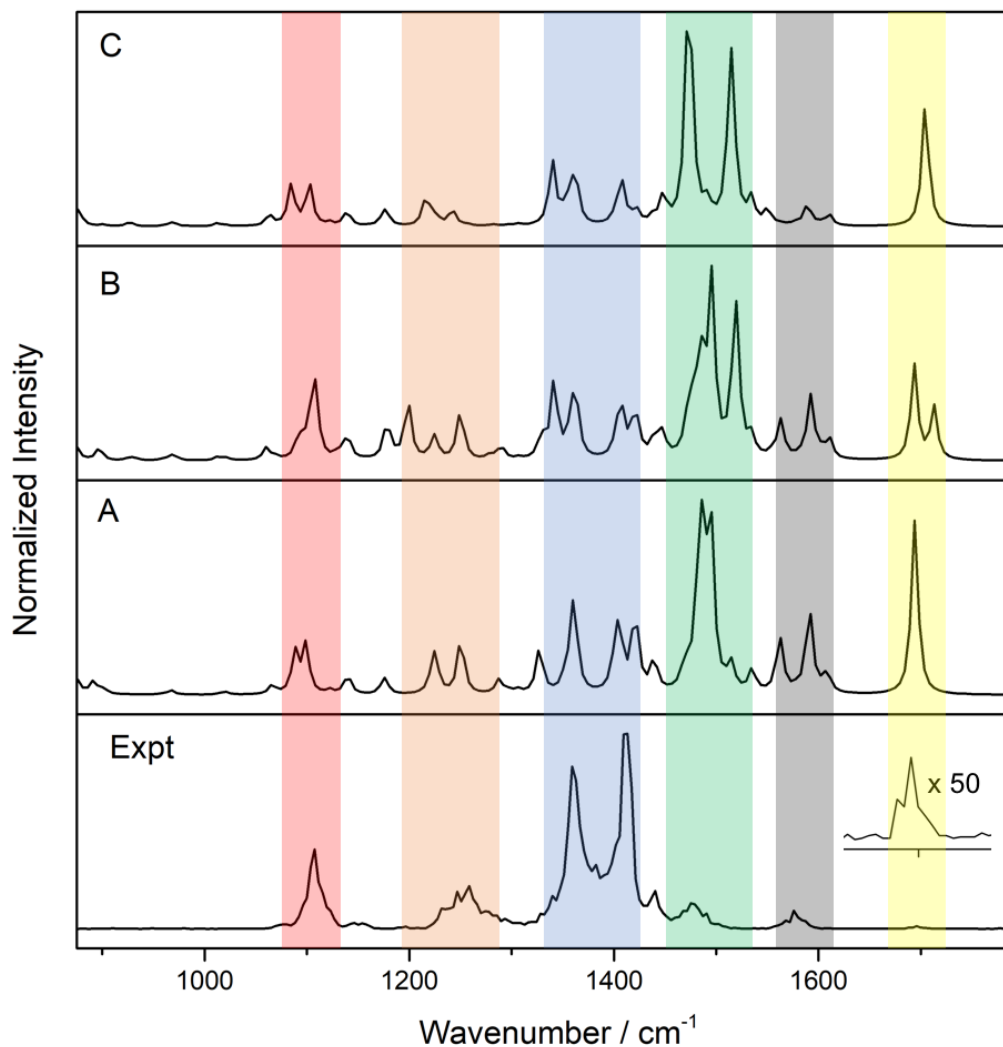 C
B
A
Expt
x 50
Normalized Intensity
1000 1200 1400 1600
Wavenumber / cm⁻¹